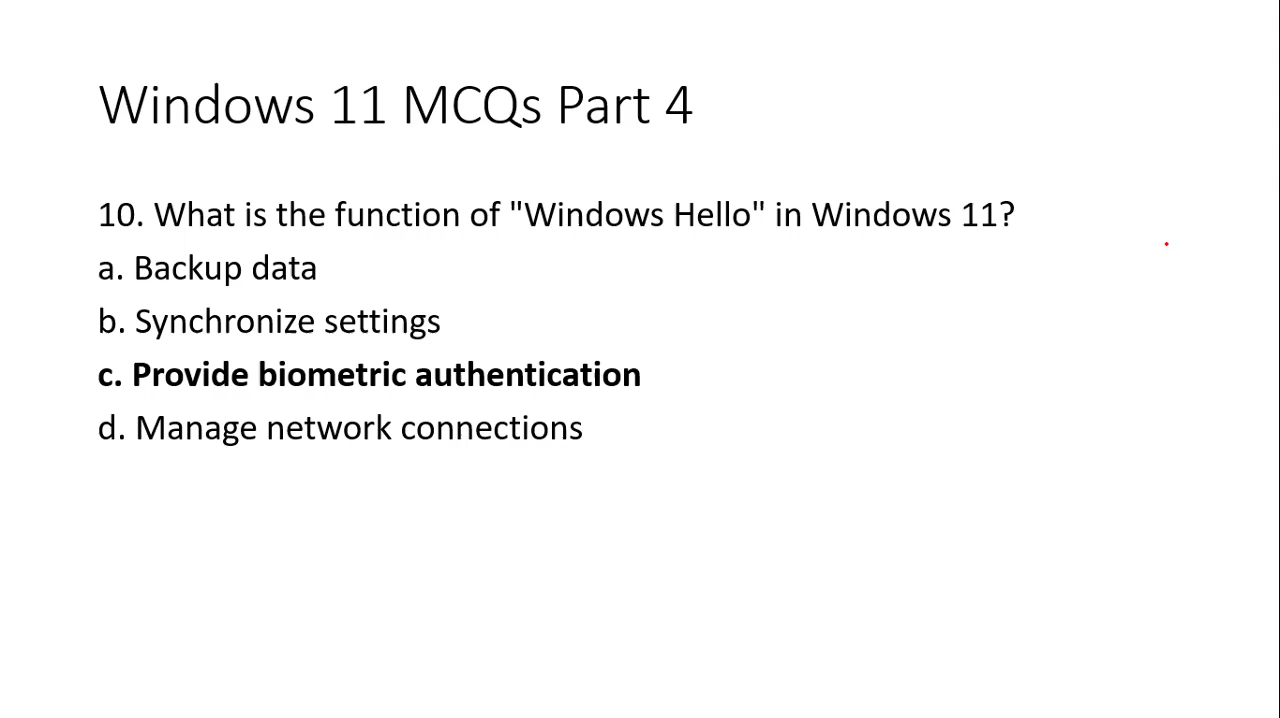 Windows 11 MCQs Part 4
10. What is the function of "Windows Hello" in Windows 11?
a. Backup data
b. Synchronize settings
c. Provide biometric authentication
d. Manage network connections